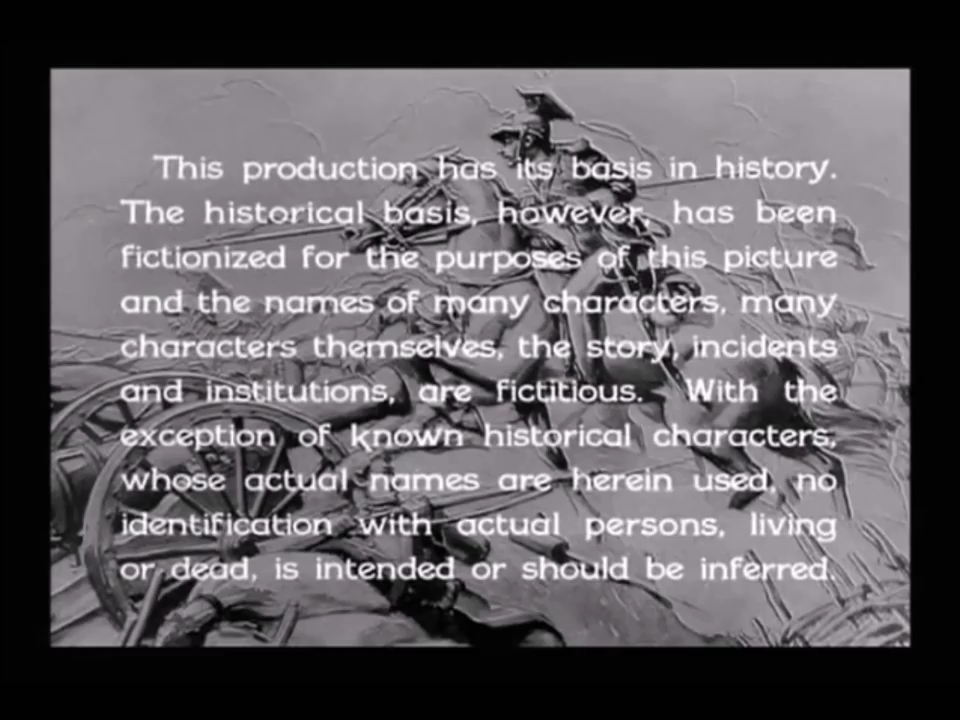 This production has its basis in history.
The historical basis, however, has been
fictionized for the purposes of this picture
and the names of many characters, many
characters themselves, the story, incidents
and institutions, are fictitious. With the
exception of known historical characters,
whose actual names are herein used, no
identification with actual persons, living
or dead, is intended or should be inferred.